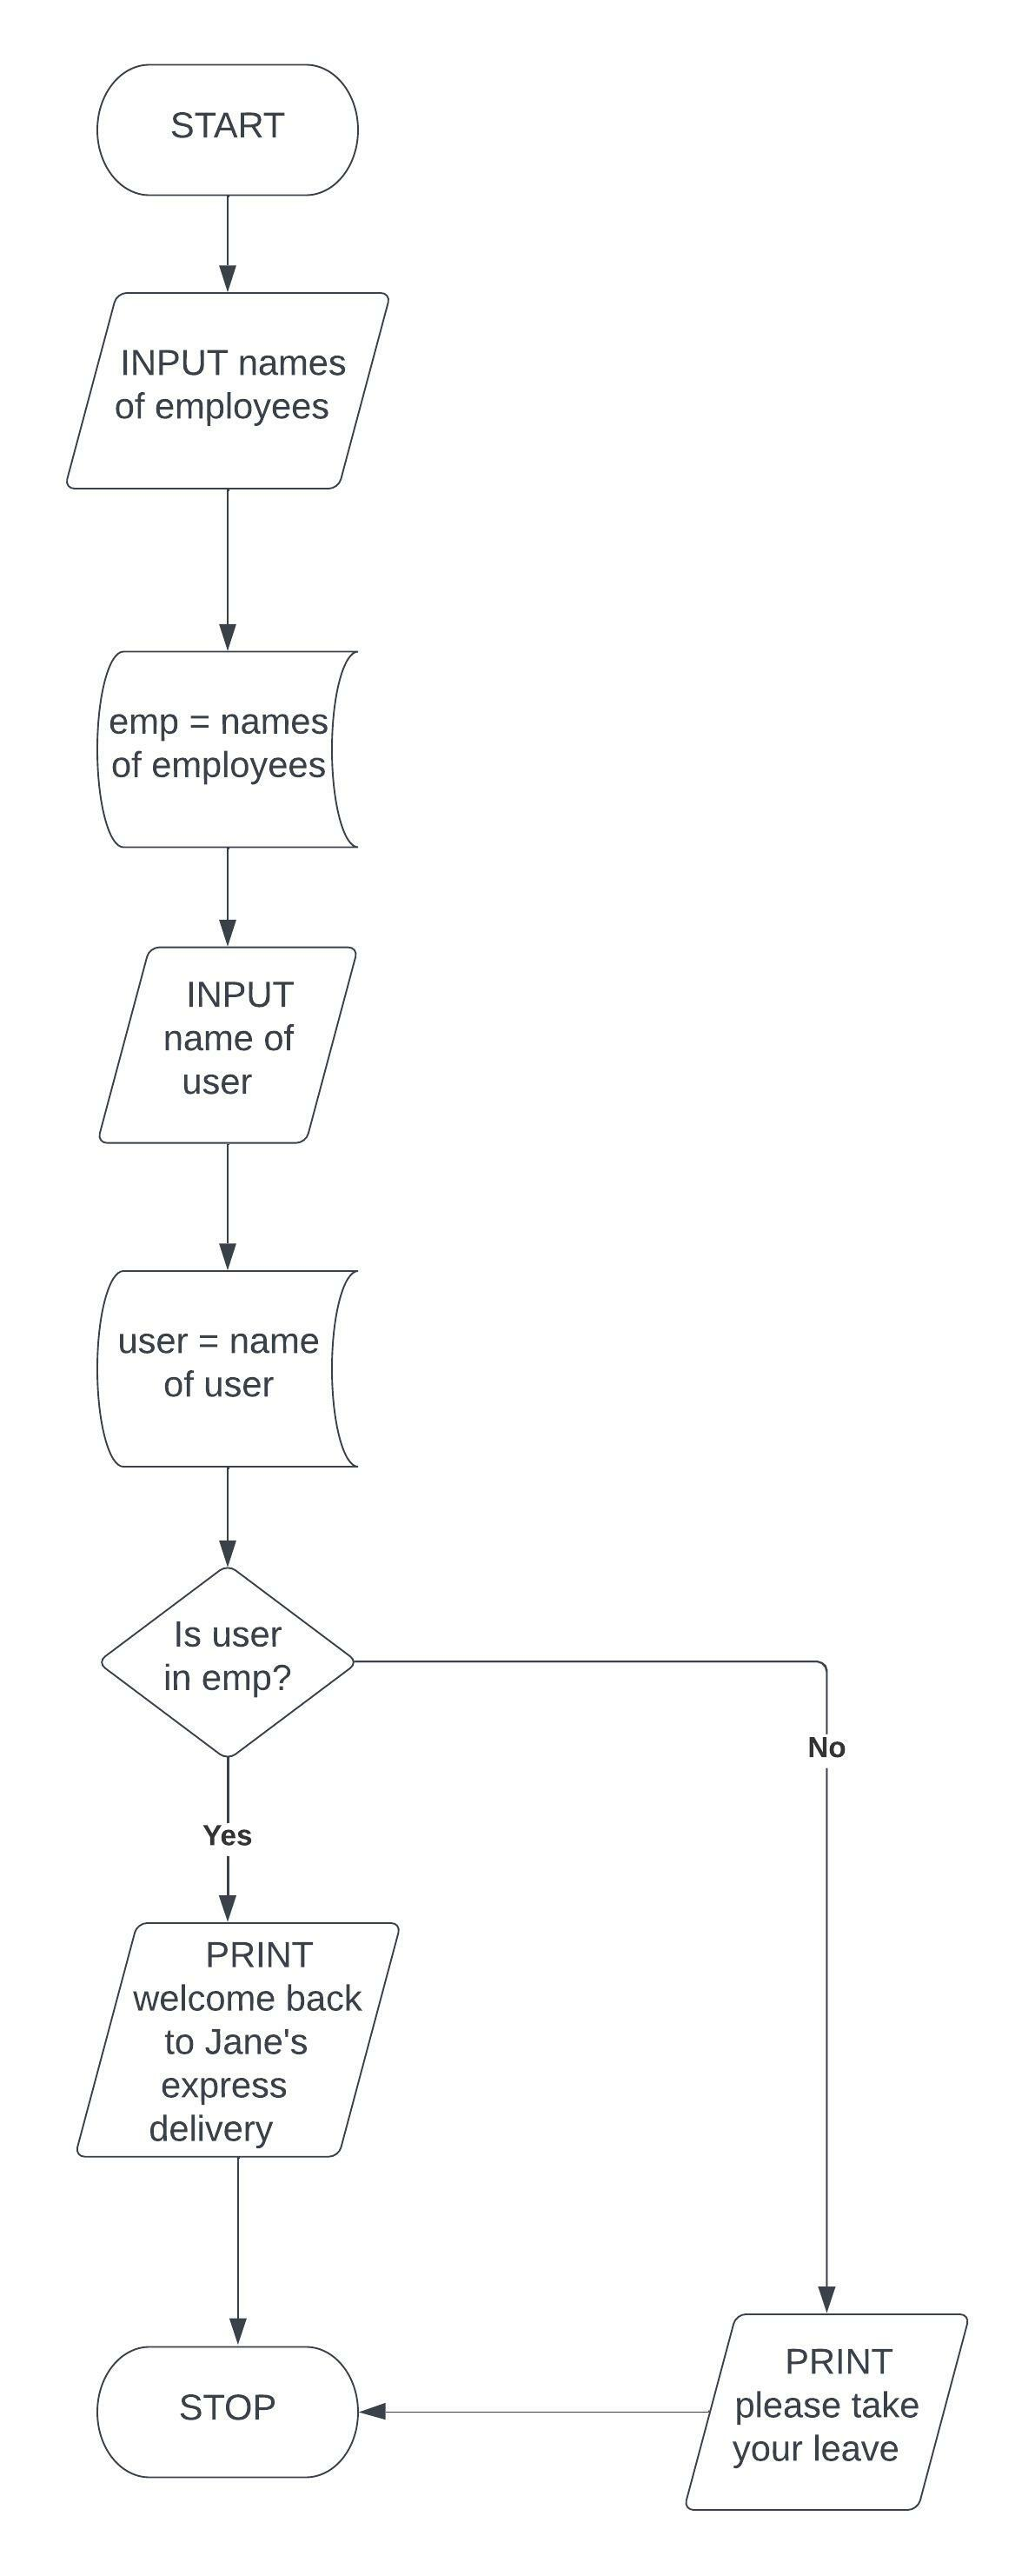 START
INPUT names
of employees
emp = names
of employees
INPUT
name of
user
user = name
of user
Is user
in emp?
No
Yes
PRINT
welcome back
to Jane's
express
delivery
PRINT
please take
your leave
STOP